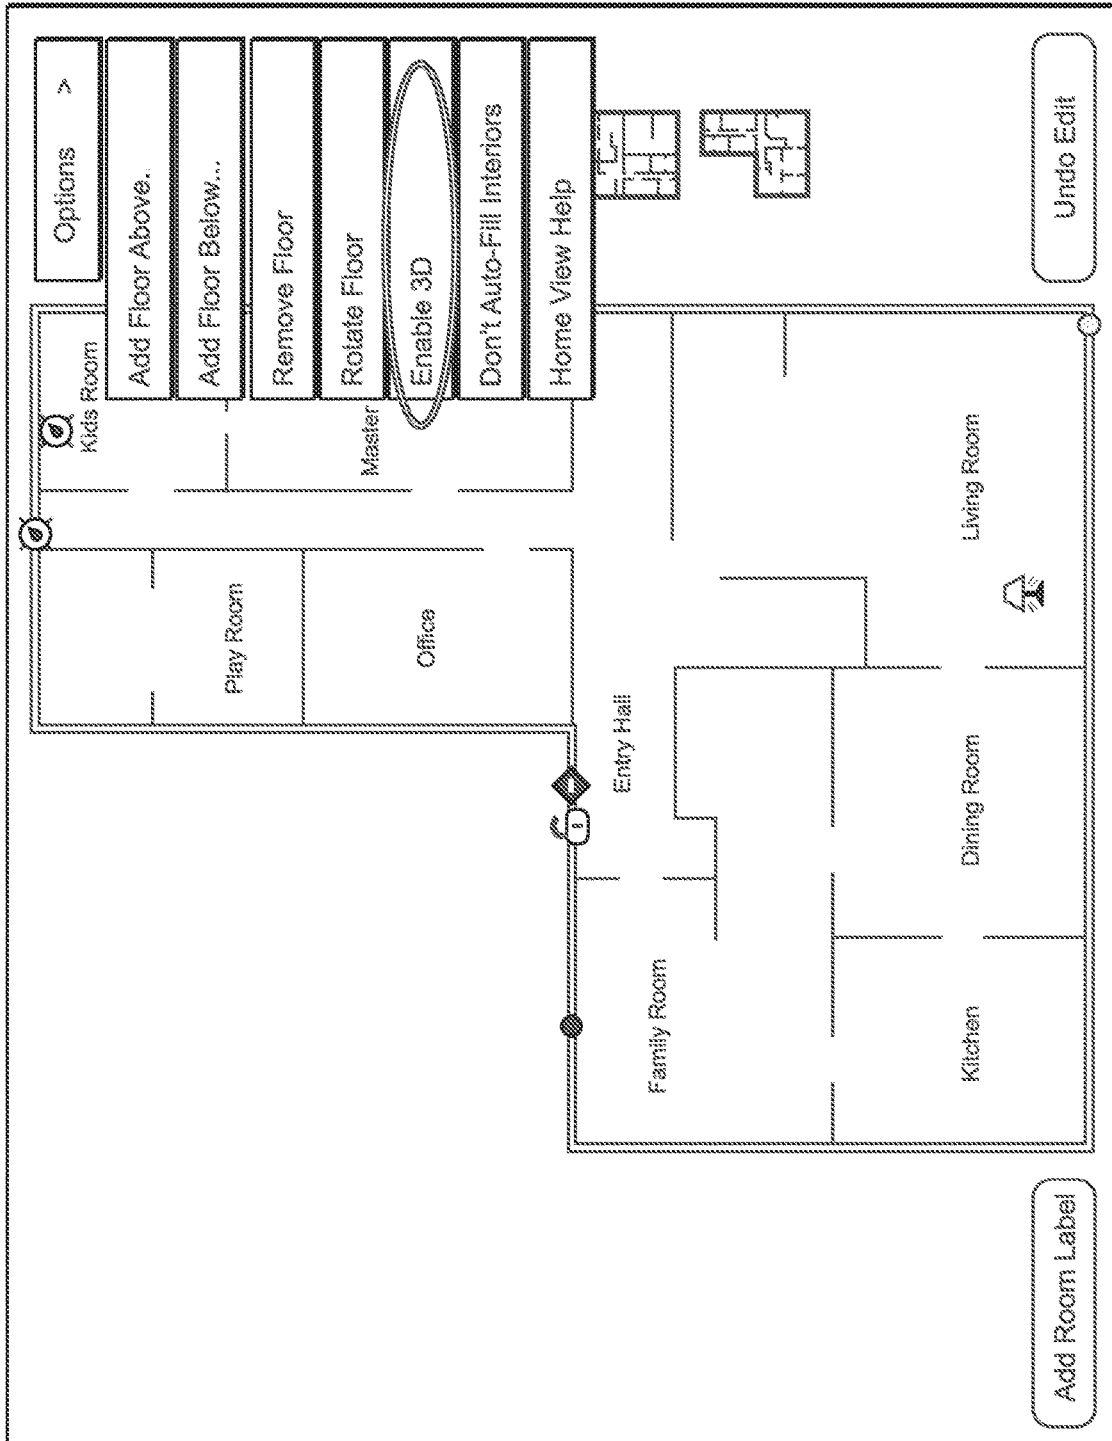 Options >
Add Floor Above..
Add Floor Below...
Remove Floor
Rotate Floor
Enable 3D
Don't Auto-Fill Interiors
Home View Help
Kids Room
Master
Play Room
Office
Entry Hall
Family Room
Living Room
Dining Room
Kitchen
Add Room Label
Undo Edit